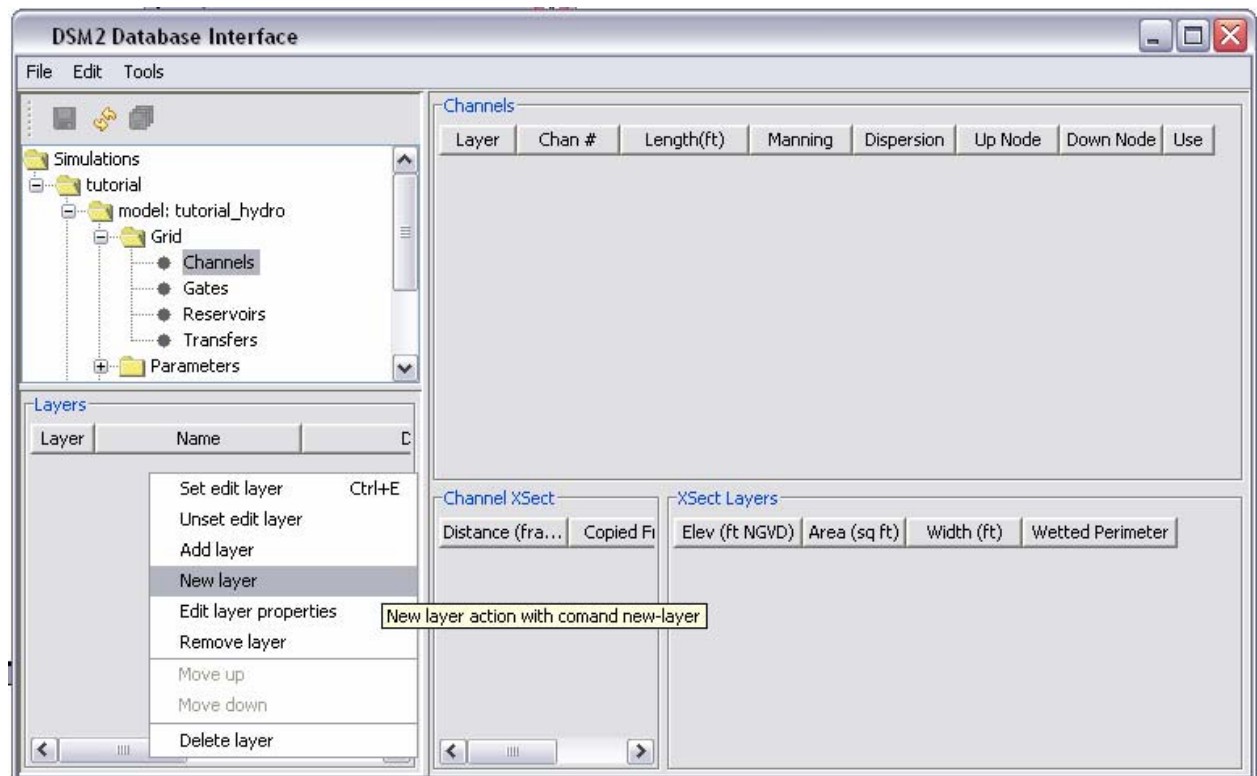 DSM2 Database Interface
File Edit Tools
Simulations
tutorial
model: tutorial_hydro
Grid
Channels
Gates
Reservoirs
Transfers
Parameters
Layers
Layer Name D
Set edit layer Ctrl+E
Unset edit layer
Add layer
New layer
Edit layer properties
Remove layer
Move up
Move down
Delete layer
New layer action with comand new-layer
Channels
Layer Chan # Length(ft) Manning Dispersion Up Node Down Node Use
Channel XSect
Distance (fra... Copied Fr
XSect Layers
Elev (ft NGVD) Area (sq ft) Width (ft) Wetted Perimeter